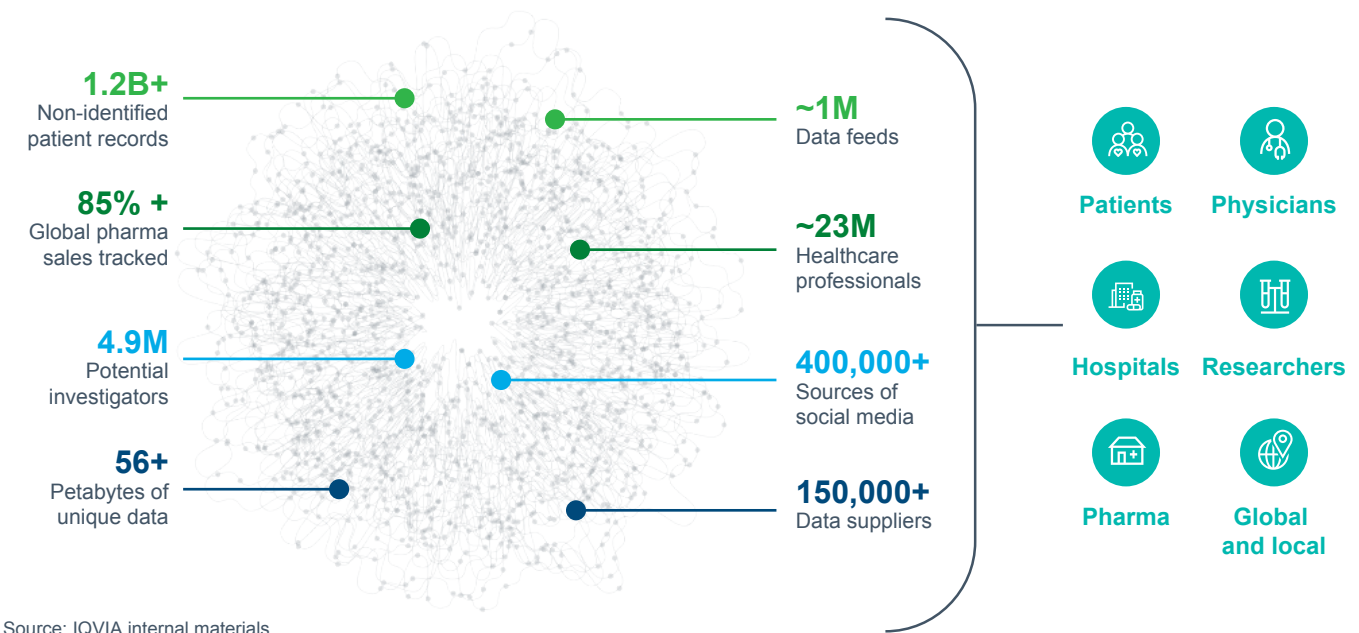 1.2B+
Non-identified
patient records
85% +
Global pharma
sales tracked
4.9M
Potential
investigators
56+
Petabytes of
unique data
~1M
Data feeds
~23M
Healthcare
professionals
400,000+
Sources of
social media
150,000+
Data suppliers
Patients
Physicians
Hospitals
Researchers
Pharma
Global
and local
Source: IQVIA internal materials